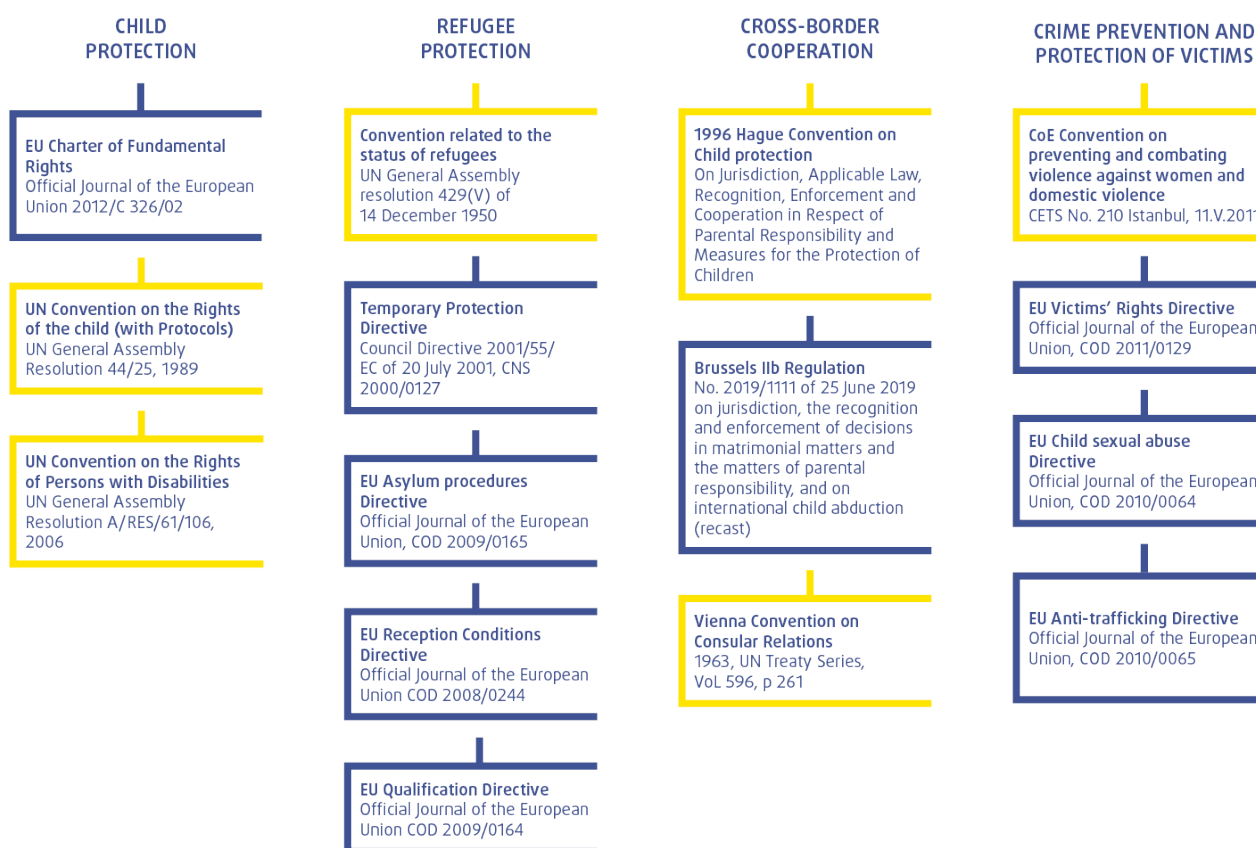 CHILD
PROTECTION
EU Charter of Fundamental
Rights
Official Journal of the European
Union 2012/C 326/02
UN Convention on the Rights
of the child (with Protocols)
UN General Assembly
Resolution 44/25, 1989
UN Convention on the Rights
of Persons with Disabilities
UN General Assembly
Resolution A/RES/61/106,
2006
REFUGEE
PROTECTION
Convention related to the
status of refugees
UN General Assembly
resolution 429(V) of
14 December 1950
Temporary Protection
Directive
Council Directive 2001/55/
EC of 20 July 2001, CNS
2000/0127
EU Asylum procedures
Directive
Official Journal of the European
Union, COD 2009/0165
EU Reception Conditions
Directive
Official Journal of the European
Union COD 2008/0244
EU Qualification Directive
Official Journal of the European
Union COD 2009/0164
CROSS-BORDER
COOPERATION
1996 Hague Convention on
Child protection
On Jurisdiction, Applicable Law,
Recognition, Enforcement and
Cooperation in Respect of
Parental Responsibility and
Measures for the Protection of
Children
Brussels IIb Regulation
No. 2019/1111 of 25 June 2019
on jurisdiction, the recognition
and enforcement of decisions
in matrimonial matters and
the matters of parental
responsibility, and on
international child abduction
(recast)
Vienna Convention on
Consular Relations
1963, UN Treaty Series,
VoL 596, p 261
CRIME PREVENTION AND
PROTECTION OF VICTIMS
CoE Convention on
preventing and combating
violence against women and
domestic violence
CETS No. 210 Istanbul, 11.V.2011
EU Victims’ Rights Directive
Official Journal of the European
Union, COD 2011/0129
EU Child sexual abuse
Directive
Official Journal of the European
Union, COD 2010/0064
EU Anti-trafficking Directive
Official Journal of the European
Union, COD 2010/0065